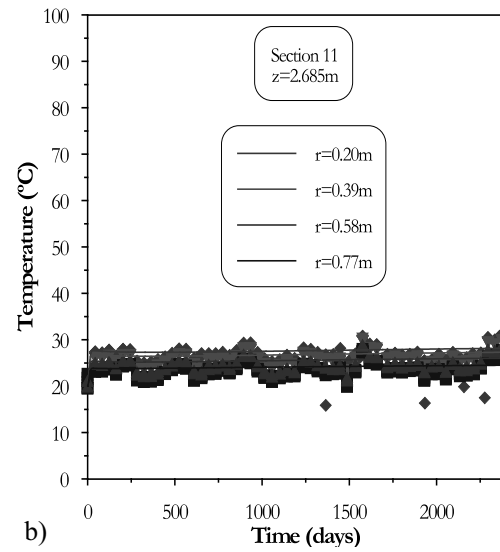 100
90
80
70
60
50
40
30
20
10
0
Temperature (ºC)
Section 11
z=2.685m
r=0.20m
r=0.39m
r=0.58m
r=0.77m
0 500 1000 1500 2000
Time (days)
b)